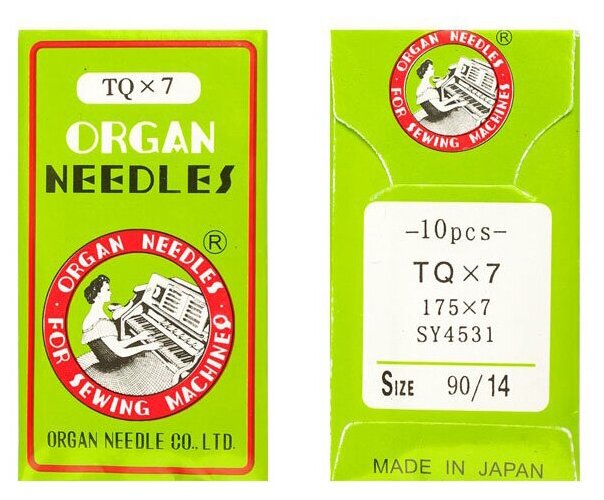 TQ×7
ORGAN
NEEDLES
®
ORGAN NEEDLES
· FOR SEWING MACHINES ·
ORGAN NEEDLE CO., LTD.
®
ORGAN NEEDLES
· FOR SEWING MACHINES ·
-10pcs-
TQ×7
175×7
SY4531
SIZE 90/14
MADE IN JAPAN